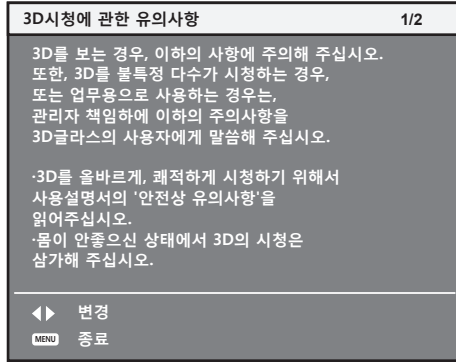 3D시청에 관한 유의사항 1/2
3D를 보는 경우, 이하의 사항에 주의해 주십시오.
또한, 3D를 불특정 다수가 시청하는 경우,
또는 업무용으로 사용하는 경우는,
관리자 책임하에 이하의 주의사항을
3D글라스의 사용자에게 말씀해 주십시오.
·3D를 올바르게, 쾌적하게 시청하기 위해서
사용설명서의 '안전상 유의사항'을
읽어주십시오.
·몸이 안좋으신 상태에서 3D의 시청은
삼가해 주십시오.
변경
MENU 종료